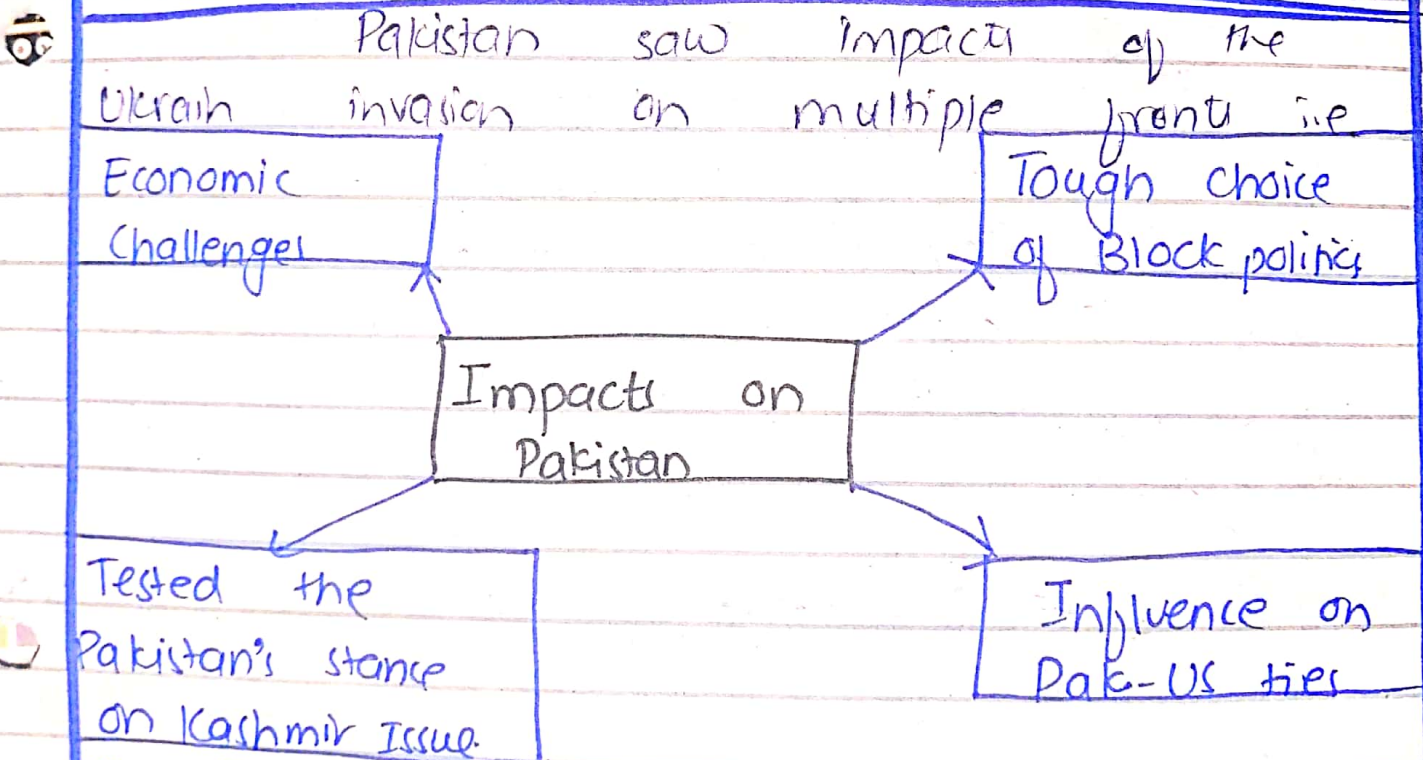 Pakistan saw impacts of the
Ukrain invasion on multiple fronts i.e
Economic
Challenges
Tough choice
of Block politics
Impacts on
Pakistan
Tested the
Pakistan's stance
on Kashmir Issue.
Influence on
Pak-US ties